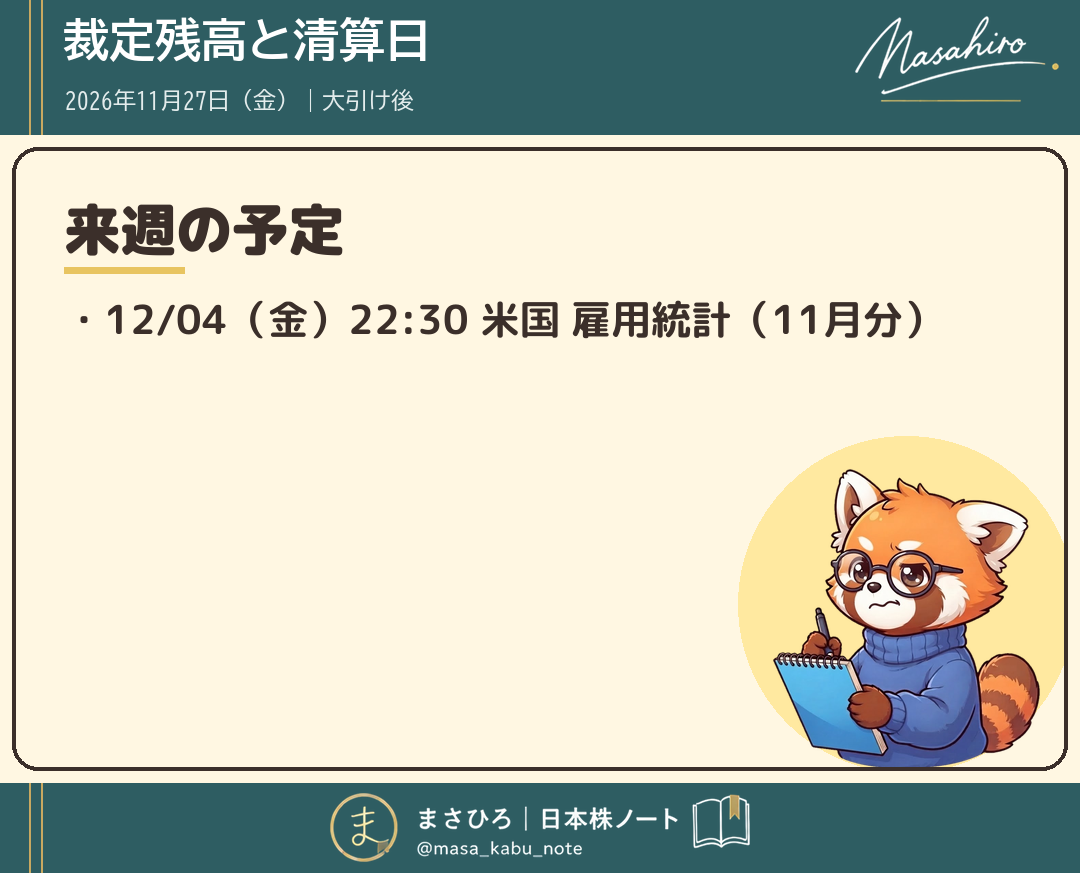 裁定残高と清算日
2026年11月27日（金）｜大引け後
Masahiro
来週の予定
・12/04（金）22:30 米国 雇用統計（11月分）
ま
まさひろ｜日本株ノート
@masa_kabu_note